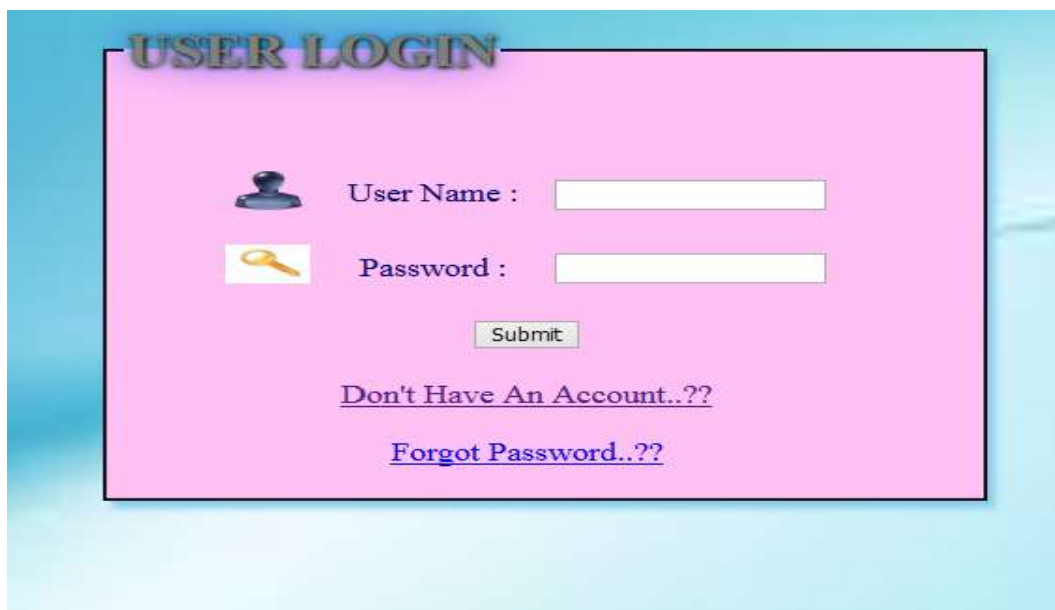 USER LOGIN
User Name :
Password :
Submit
Don't Have An Account..??
Forgot Password..??